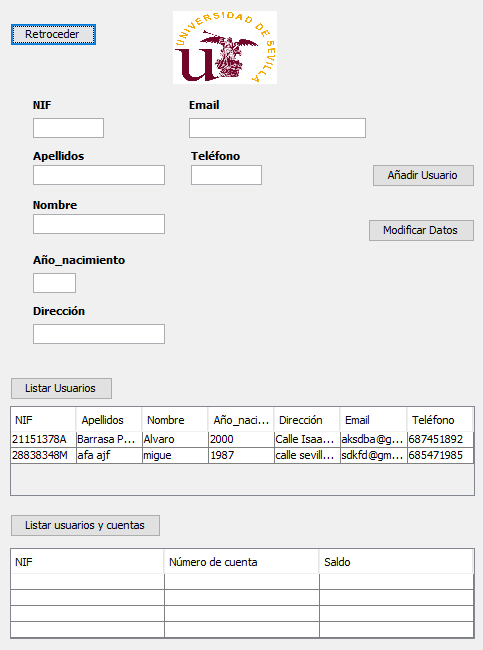 Retroceder
UNIVERSIDAD DE SEVILLA
NIF Email
Apellidos Teléfono
Añadir Usuario
Nombre
Modificar Datos
Año_nacimiento
Dirección
Listar Usuarios
NIF Apellidos Nombre Año_naci... Dirección Email Teléfono
21151378A Barrasa P... Alvaro 2000 Calle Isaa... aksdba@g... 687451892
28838348M afa ajf migue 1987 calle sevill... sdkfd@gm... 685471985
Listar usuarios y cuentas
NIF Número de cuenta Saldo